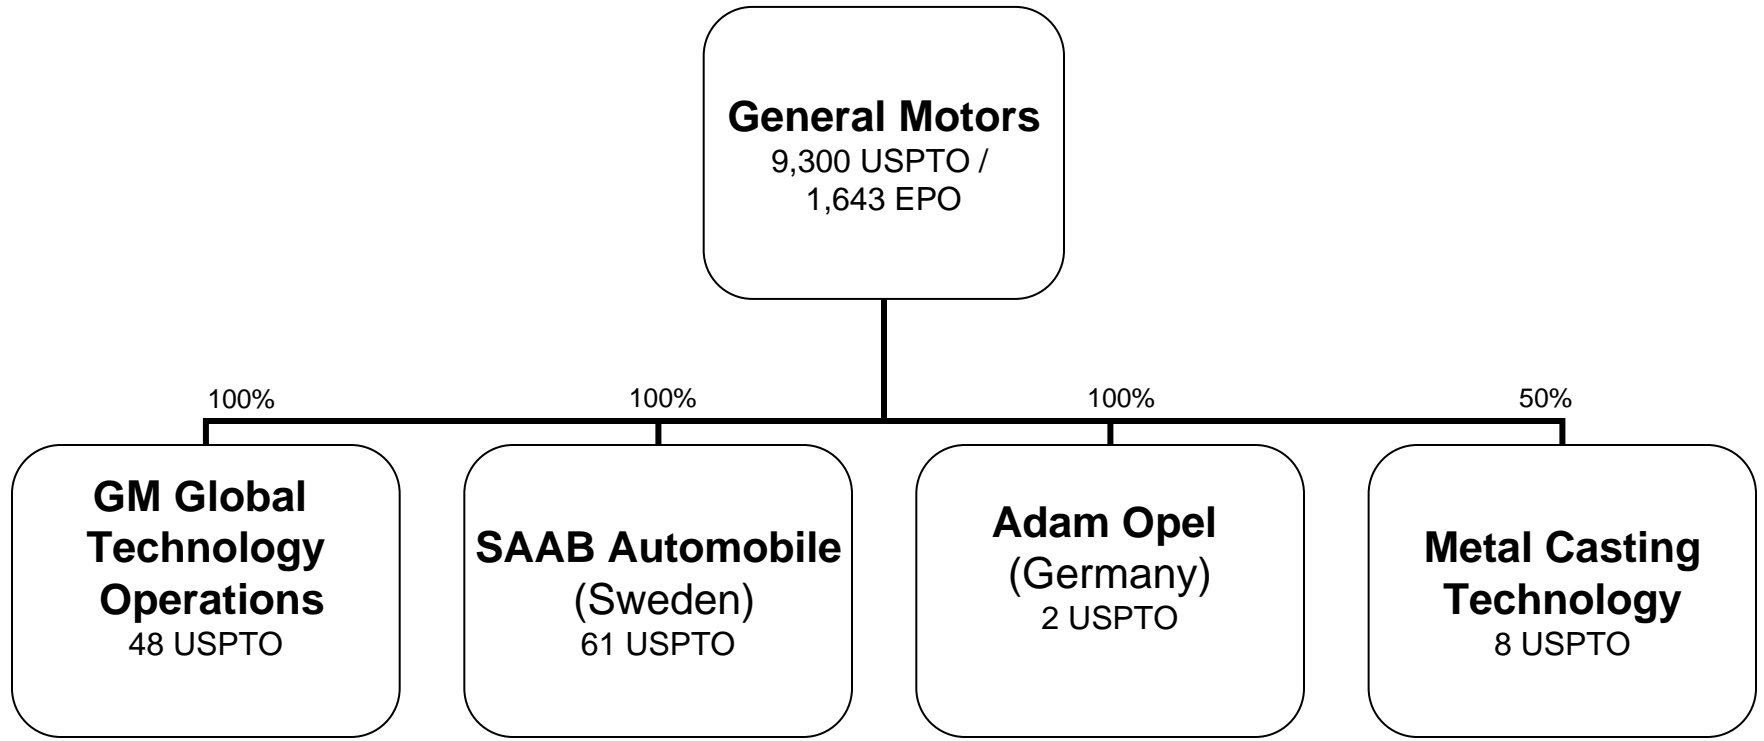 General Motors
9,300 USPTO /
1,643 EPO
100%
100%
100%
50%
GM Global
Technology
Operations
48 USPTO
SAAB Automobile
(Sweden)
61 USPTO
Adam Opel
(Germany)
2 USPTO
Metal Casting
Technology
8 USPTO